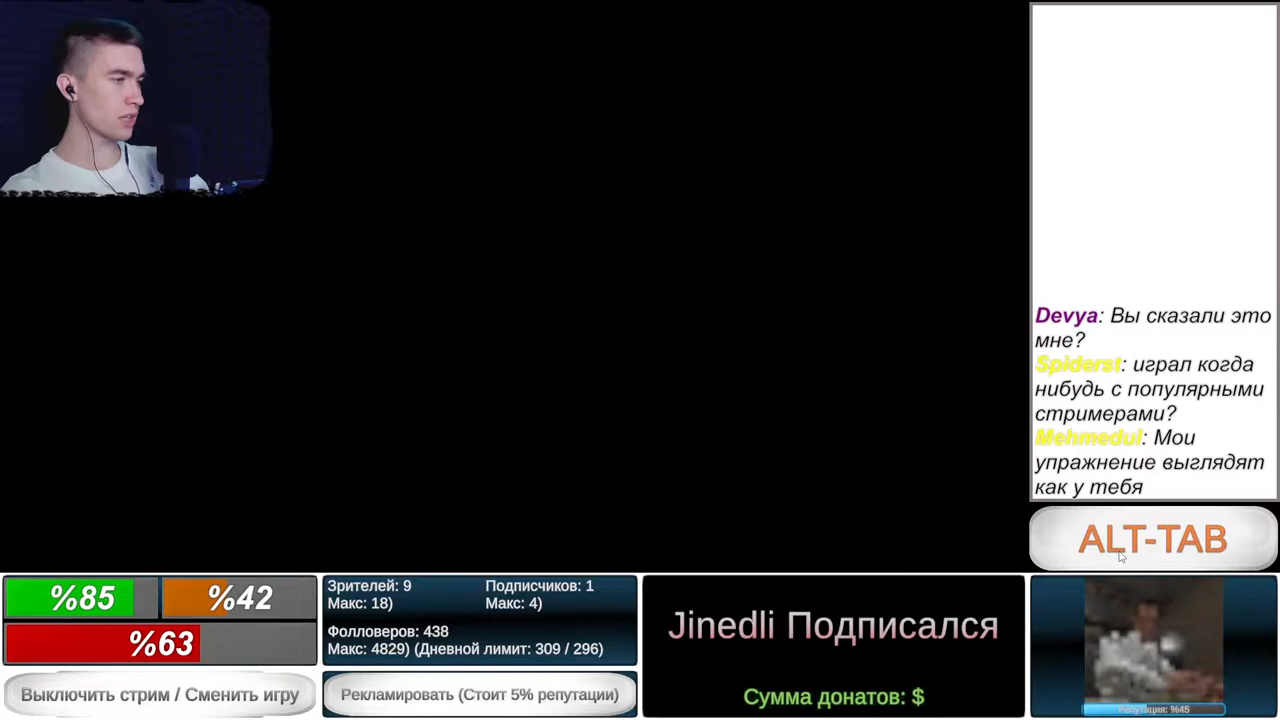 Devya: Вы сказали это
мне?
Spiderst: играл когда
нибудь с популярными
стримерами?
Mehmedul: Мои
упражнение выглядят
как у тебя
ALT-TAB
%85
%42
%63
Зрителей: 9
Макс: 18)
Подписчиков: 1
Макс: 4)
Фолловеров: 438
Макс: 4829) (Дневной лимит: 309 / 296)
Jinedli Подписался
Сумма донатов: $
Выключить стрим / Сменить игру
Рекламировать (Стоит 5% репутации)
Репутация: %45